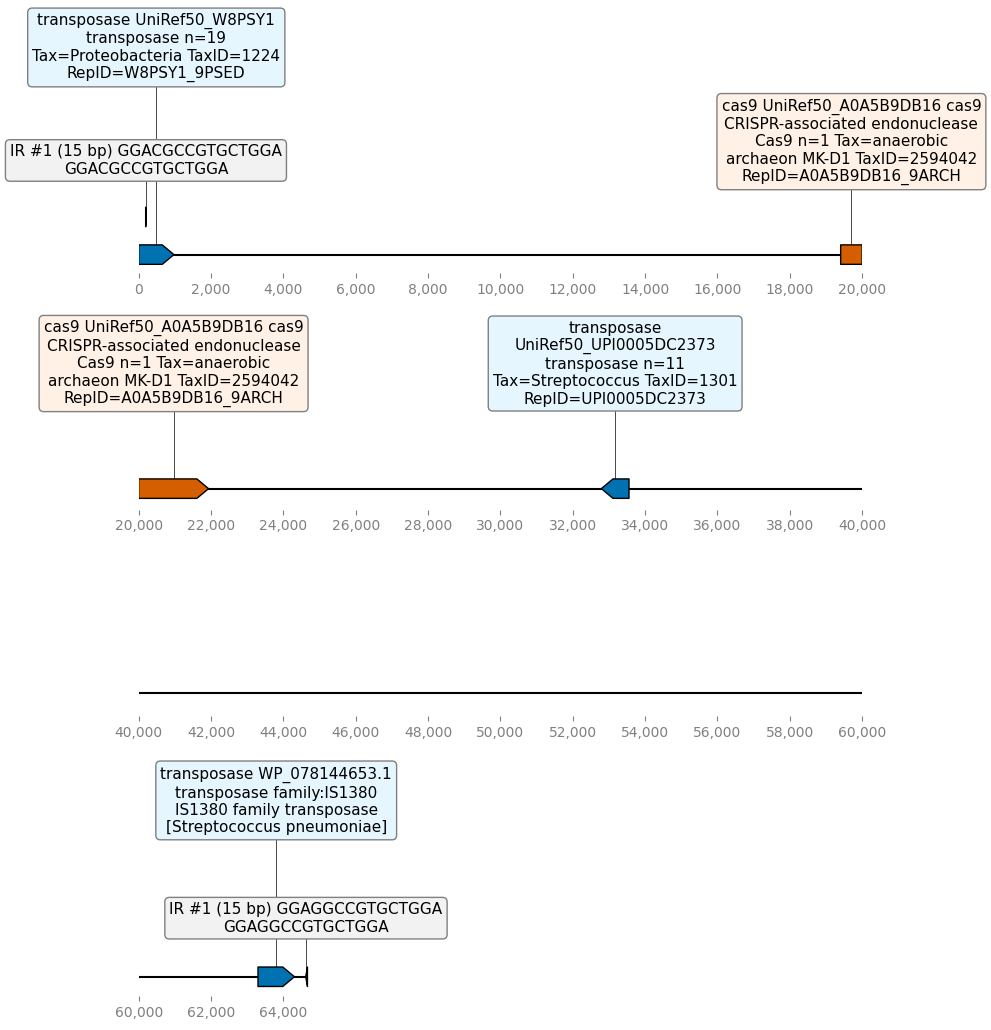 transposase UniRef50_W8PSY1
transposase n=19
Tax=Proteobacteria TaxID=1224
RepID=W8PSY1_9PSED
cas9 UniRef50_A0A5B9DB16 cas9
CRISPR-associated endonuclease
Cas9 n=1 Tax=anaerobic
archaeon MK-D1 TaxID=2594042
RepID=A0A5B9DB16_9ARCH
IR #1 (15 bp) GGACGCCGTGCTGGA
GGACGCCGTGCTGGA
0 2,000 4,000 6,000 8,000 10,000 12,000 14,000 16,000 18,000 20,000
cas9 UniRef50_A0A5B9DB16 cas9
CRISPR-associated endonuclease
Cas9 n=1 Tax=anaerobic
archaeon MK-D1 TaxID=2594042
RepID=A0A5B9DB16_9ARCH
transposase
UniRef50_UPI0005DC2373
transposase n=11
Tax=Streptococcus TaxID=1301
RepID=UPI0005DC2373
20,000 22,000 24,000 26,000 28,000 30,000 32,000 34,000 36,000 38,000 40,000
40,000 42,000 44,000 46,000 48,000 50,000 52,000 54,000 56,000 58,000 60,000
transposase WP_078144653.1
transposase family:IS1380
IS1380 family transposase
[Streptococcus pneumoniae]
IR #1 (15 bp) GGAGGCCGTGCTGGA
GGAGGCCGTGCTGGA
60,000 62,000 64,000